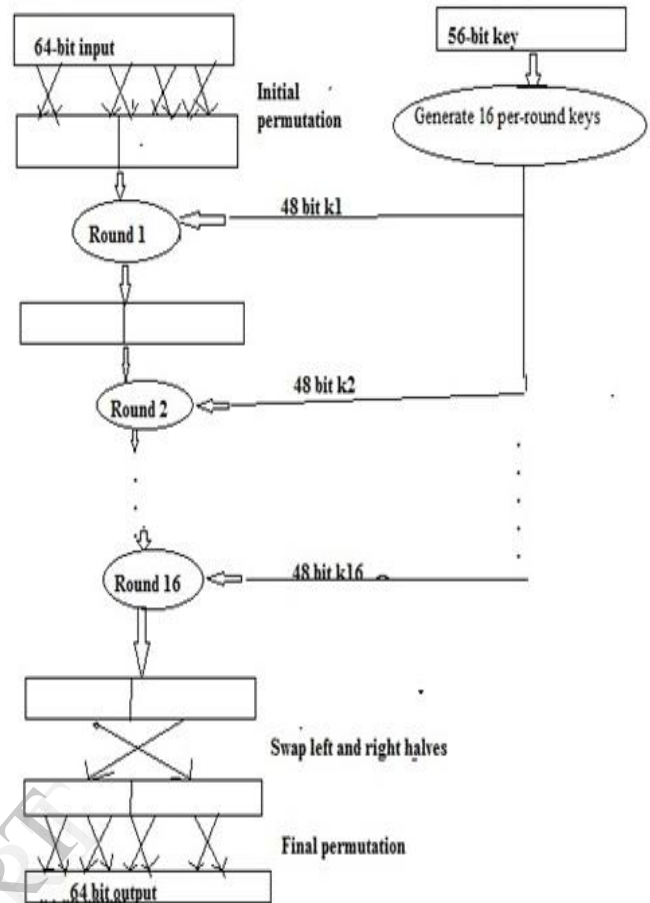 64-bit input
56-bit key
Initial
permutation
Generate 16 per-round keys
48 bit k1
Round 1
48 bit k2
Round 2
48 bit k16
Round 16
Swap left and right halves
Final permutation
64 bit output